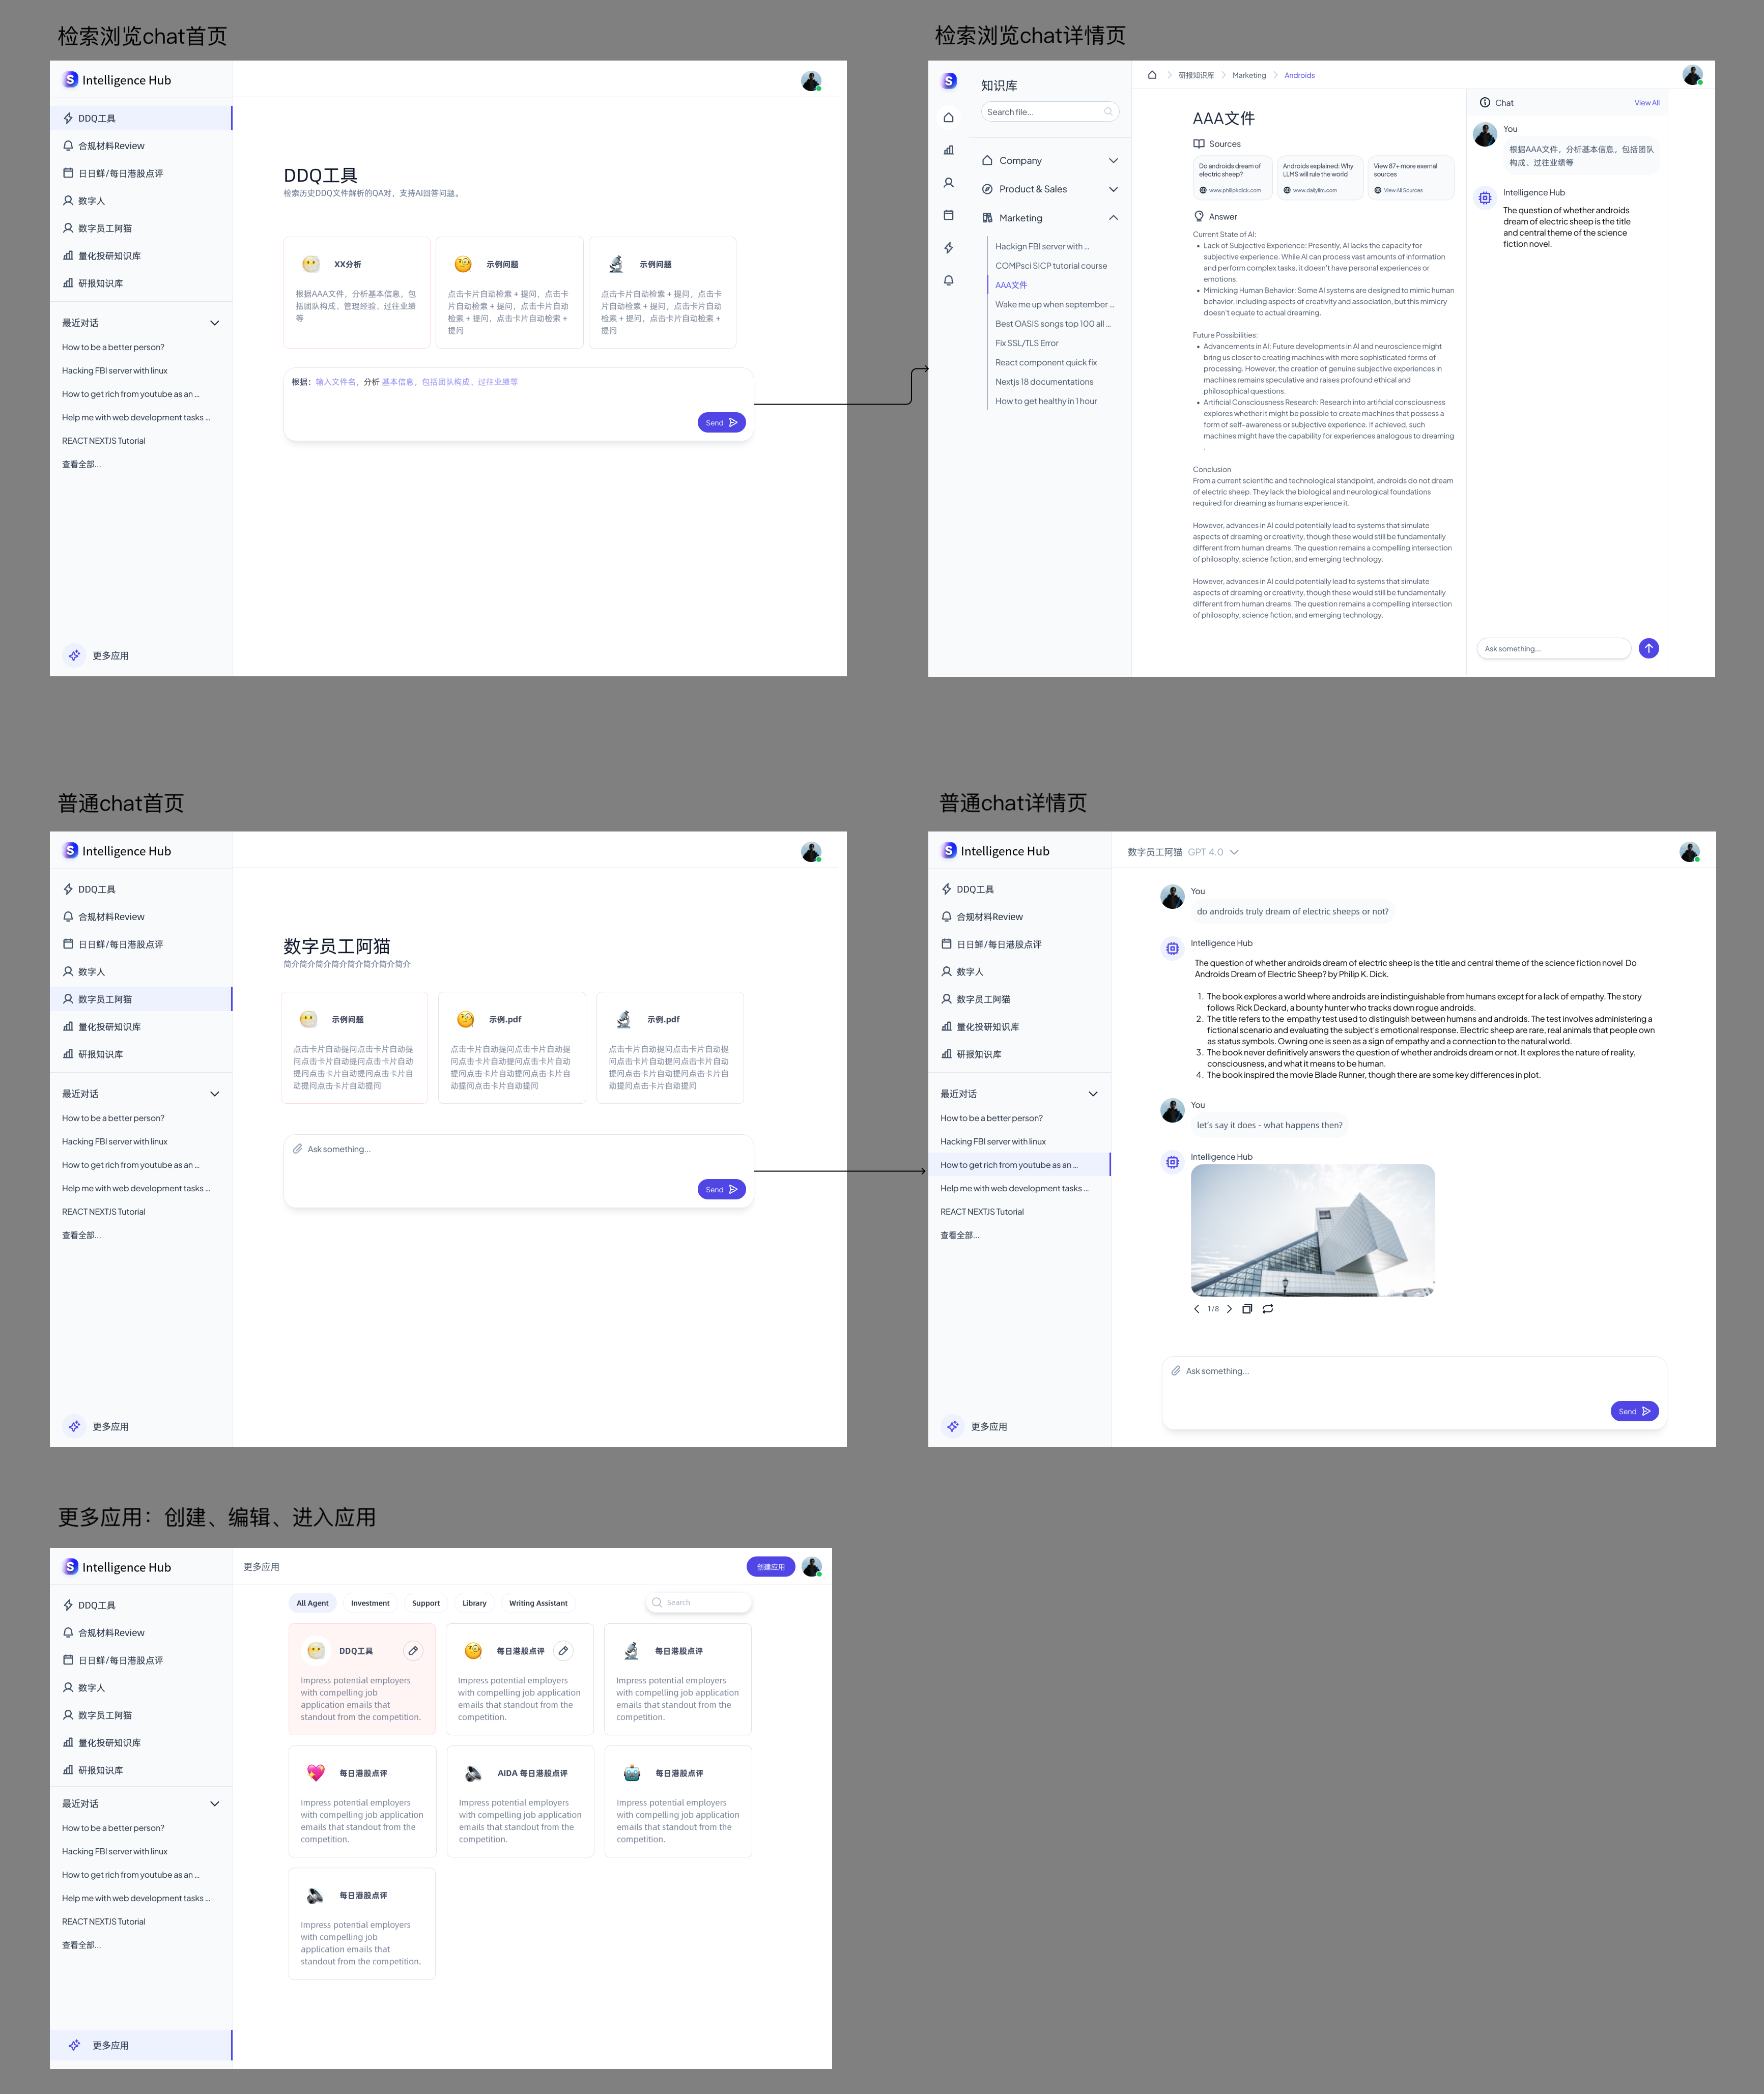 检索浏览chat首页
Intelligence Hub
DDQ工具
合规材料Review
日日鲜/每日港股点评
数字人
数字员工阿猫
量化投研知识库
研报知识库
最近对话
How to be a better person?
Hacking FBI server with linux
How to get rich from youtube as an ...
Help me with web development tasks ...
REACT NEXTJS Tutorial
查看全部...
更多应用
DDQ工具
检索历史DDQ文件解析的QA对，支持AI回答问题。
XX分析
根据AAA文件，分析基本信息，包
括团队构成，管理经验，过往业绩
等
示例问题
点击卡片自动检索 + 提问，点击卡
片自动检索 + 提问，点击卡片自动
检索 + 提问，点击卡片自动检索 +
提问
示例问题
点击卡片自动检索 + 提问，点击卡
片自动检索 + 提问，点击卡片自动
检索 + 提问，点击卡片自动检索 +
提问
根据：输入文件名，分析 基本信息，包括团队构成、过往业绩等
Send
检索浏览chat详情页
知识库
Search file...
Company
Product & Sales
Marketing
Hackign FBI server with ...
COMPsci SICP tutorial course
AAA文件
Wake me up when september ...
Best OASIS songs top 100 all ...
Fix SSL/TLS Error
React component quick fix
Nextjs 18 documentations
How to get healthy in 1 hour
研报知识库 Marketing Androids
AAA文件
Sources
Do androids dream of
electric sheep?
www.philipkdick.com
Androids explained: Why
LLMS will rule the world
www.dailyllm.com
View 87+ more exernal
sources
View All Sources
Answer
Current State of AI:
• Lack of Subjective Experience: Presently, AI lacks the capacity for
subjective experience. While AI can process vast amounts of information
and perform complex tasks, it doesn't have personal experiences or
emotions.
• Mimicking Human Behavior: Some AI systems are designed to mimic human
behavior, including aspects of creativity and association, but this mimicry
doesn't equate to actual dreaming.
Future Possibilities:
• Advancements in AI: Future developments in AI and neuroscience might
bring us closer to creating machines with more sophisticated forms of
processing. However, the creation of genuine subjective experiences in
machines remains speculative and raises profound ethical and
philosophical questions.
• Artificial Consciousness Research: Research into artificial consciousness
explores whether it might be possible to create machines that possess a
form of self-awareness or subjective experience. If achieved, such
machines might have the capability for experiences analogous to dreaming
.
Conclusion
From a current scientific and technological standpoint, androids do not dream
of electric sheep. They lack the biological and neurological foundations
required for dreaming as humans experience it.
However, advances in AI could potentially lead to systems that simulate
aspects of dreaming or creativity, though these would still be fundamentally
different from human dreams. The question remains a compelling intersection
of philosophy, science fiction, and emerging technology.
However, advances in AI could potentially lead to systems that simulate
aspects of dreaming or creativity, though these would still be fundamentally
different from human dreams. The question remains a compelling intersection
of philosophy, science fiction, and emerging technology.
Chat
View All
You
根据AAA文件，分析基本信息，包括团队
构成、过往业绩等
Intelligence Hub
The question of whether androids
dream of electric sheep is the title
and central theme of the science
fiction novel.
Ask something...
普通chat首页
Intelligence Hub
DDQ工具
合规材料Review
日日鲜/每日港股点评
数字人
数字员工阿猫
量化投研知识库
研报知识库
最近对话
How to be a better person?
Hacking FBI server with linux
How to get rich from youtube as an ...
Help me with web development tasks ...
REACT NEXTJS Tutorial
查看全部...
更多应用
数字员工阿猫
简介简介简介简介简介简介简介简介
示例问题
点击卡片自动提问点击卡片自动提
问点击卡片自动提问点击卡片自动
提问点击卡片自动提问点击卡片自
动提问点击卡片自动提问
示例.pdf
点击卡片自动提问点击卡片自动提
问点击卡片自动提问点击卡片自动
提问点击卡片自动提问点击卡片自
动提问点击卡片自动提问
示例.pdf
点击卡片自动提问点击卡片自动提
问点击卡片自动提问点击卡片自动
提问点击卡片自动提问点击卡片自
动提问点击卡片自动提问
Ask something...
Send
普通chat详情页
Intelligence Hub
DDQ工具
合规材料Review
日日鲜/每日港股点评
数字人
数字员工阿猫
量化投研知识库
研报知识库
最近对话
How to be a better person?
Hacking FBI server with linux
How to get rich from youtube as an ...
Help me with web development tasks ...
REACT NEXTJS Tutorial
查看全部...
更多应用
数字员工阿猫 GPT 4.0
You
do androids truly dream of electric sheeps or not?
Intelligence Hub
The question of whether androids dream of electric sheep is the title and central theme of the science fiction novel Do
Androids Dream of Electric Sheep? by Philip K. Dick.
1. The book explores a world where androids are indistinguishable from humans except for a lack of empathy. The story
follows Rick Deckard, a bounty hunter who tracks down rogue androids.
2. The title refers to the empathy test used to distinguish between humans and androids. The test involves administering a
fictional scenario and evaluating the subject's emotional response. Electric sheep are rare, real animals that people own
as status symbols. Owning one is seen as a sign of empathy and a connection to the natural world.
3. The book never definitively answers the question of whether androids dream or not. It explores the nature of reality,
consciousness, and what it means to be human.
4. The book inspired the movie Blade Runner, though there are some key differences in plot.
You
let's say it does - what happens then?
Intelligence Hub
1/8
Ask something...
Send
更多应用：创建、编辑、进入应用
Intelligence Hub
DDQ工具
合规材料Review
日日鲜/每日港股点评
数字人
数字员工阿猫
量化投研知识库
研报知识库
最近对话
How to be a better person?
Hacking FBI server with linux
How to get rich from youtube as an ...
Help me with web development tasks ...
REACT NEXTJS Tutorial
查看全部...
更多应用
更多应用
创建应用
All Agent Investment Support Library Writing Assistant
Search
DDQ工具
Impress potential employers
with compelling job
application emails that
standout from the competition.
每日港股点评
Impress potential employers
with compelling job application
emails that standout from the
competition.
每日港股点评
Impress potential employers
with compelling job application
emails that standout from the
competition.
每日港股点评
Impress potential employers
with compelling job application
emails that standout from the
competition.
AIDA 每日港股点评
Impress potential employers
with compelling job application
emails that standout from the
competition.
每日港股点评
Impress potential employers
with compelling job application
emails that standout from the
competition.
每日港股点评
Impress potential employers
with compelling job
application emails that
standout from the competition.